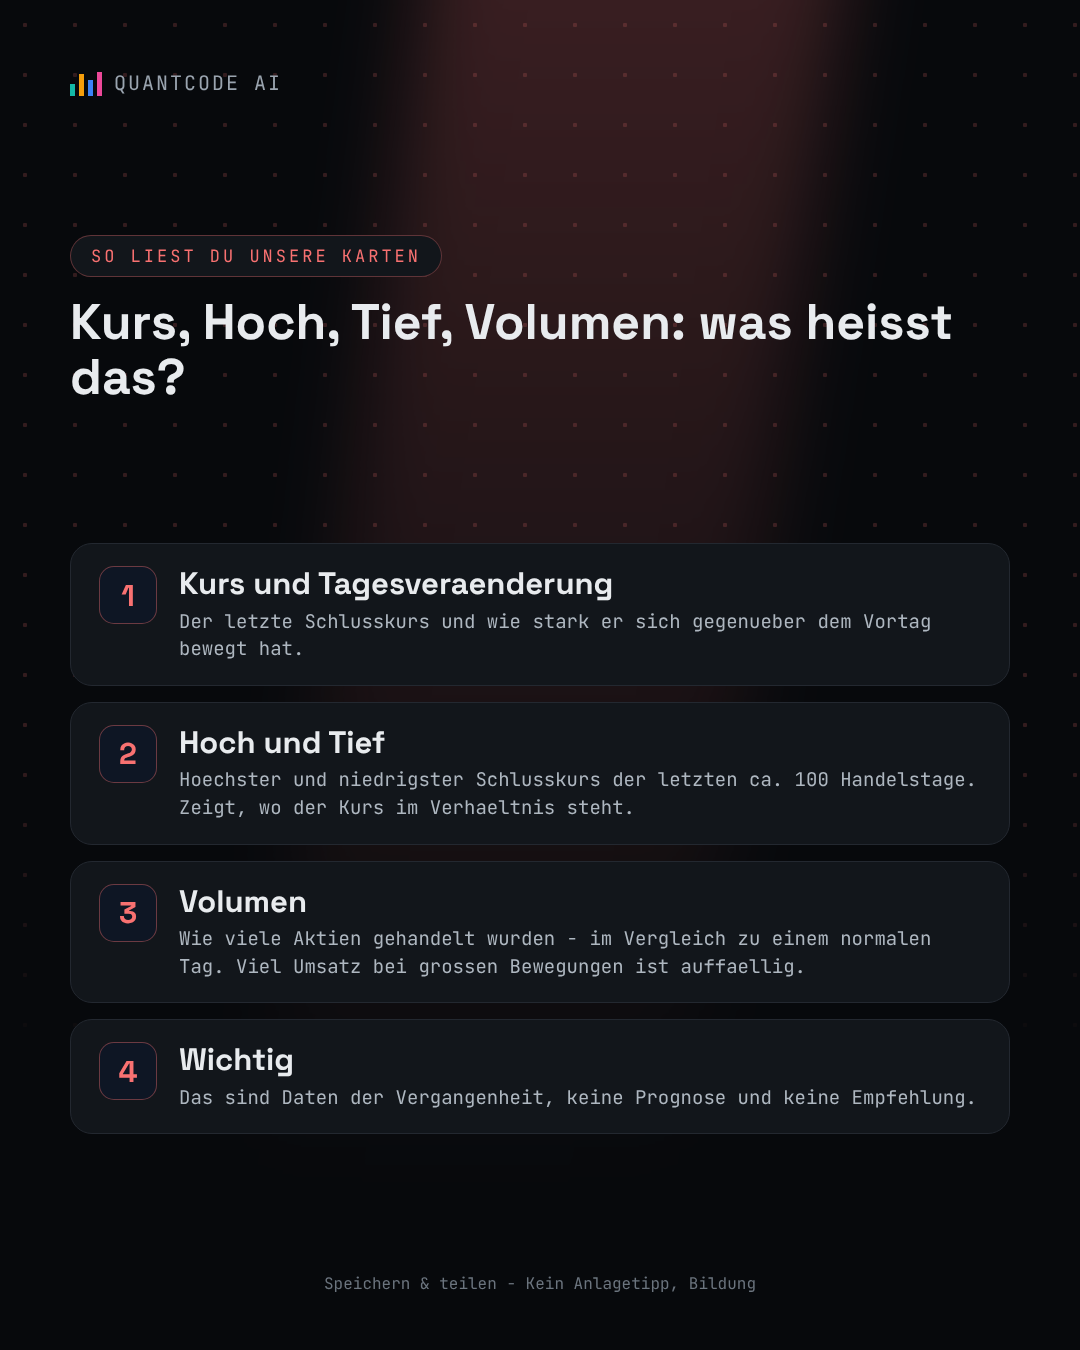 QUANTCODE AI
SO LIEST DU UNSERE KARTEN
Kurs, Hoch, Tief, Volumen: was heisst
das?
1
Kurs und Tagesveraenderung
Der letzte Schlusskurs und wie stark er sich gegenueber dem Vortag
bewegt hat.
2
Hoch und Tief
Hoechster und niedrigster Schlusskurs der letzten ca. 100 Handelstage.
Zeigt, wo der Kurs im Verhaeltnis steht.
3
Volumen
Wie viele Aktien gehandelt wurden - im Vergleich zu einem normalen
Tag. Viel Umsatz bei grossen Bewegungen ist auffaellig.
4
Wichtig
Das sind Daten der Vergangenheit, keine Prognose und keine Empfehlung.
Speichern & teilen - Kein Anlagetipp, Bildung